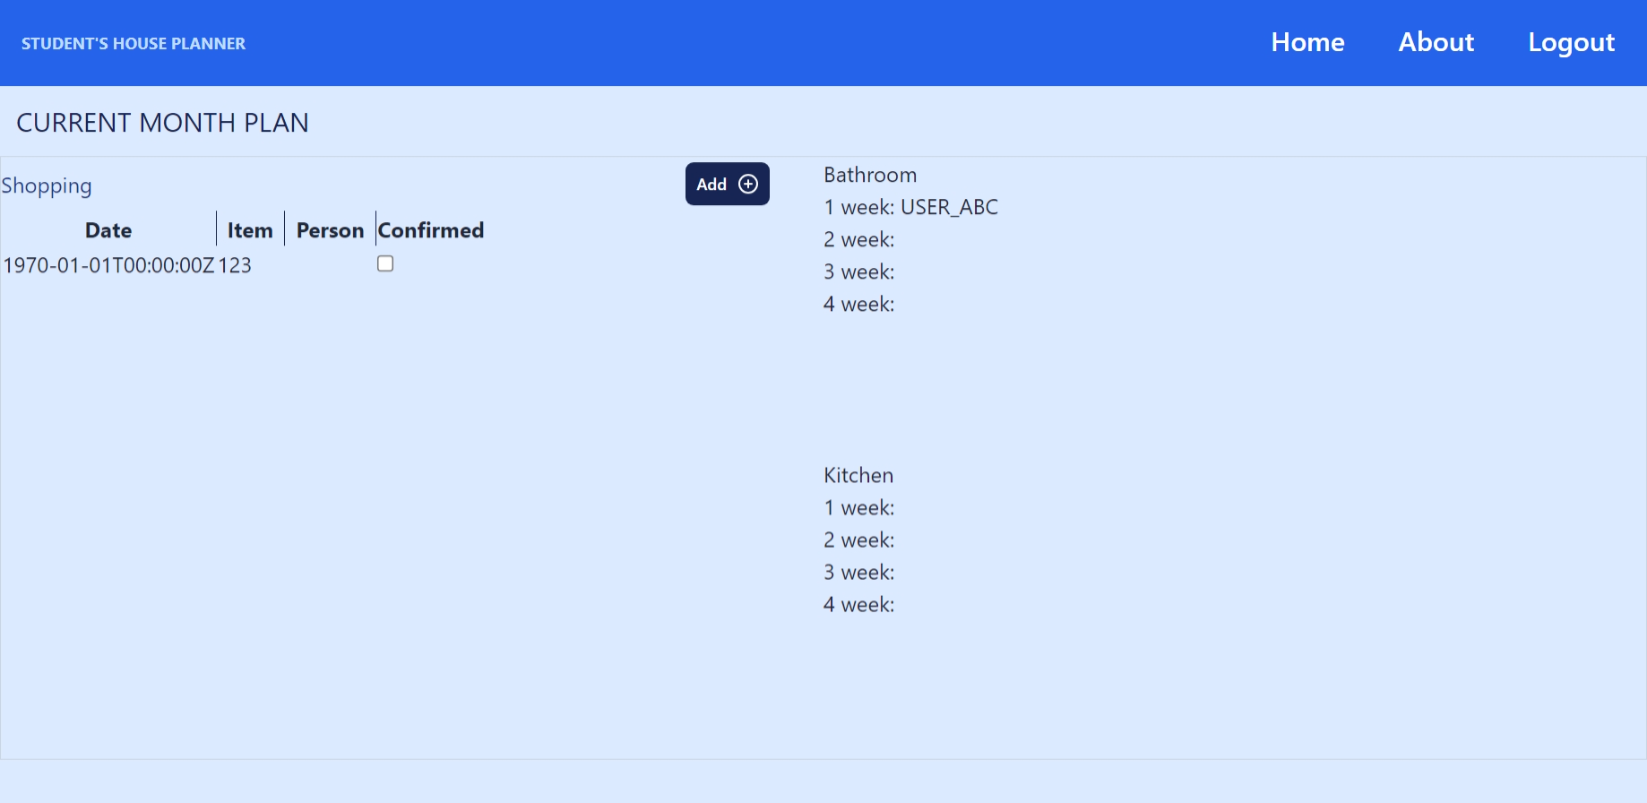 STUDENT'S HOUSE PLANNER
Home About Logout
CURRENT MONTH PLAN
Shopping
Add
Date Item Person Confirmed
1970-01-01T00:00:00Z 123
Bathroom
1 week: USER_ABC
2 week:
3 week:
4 week:
Kitchen
1 week:
2 week:
3 week:
4 week: